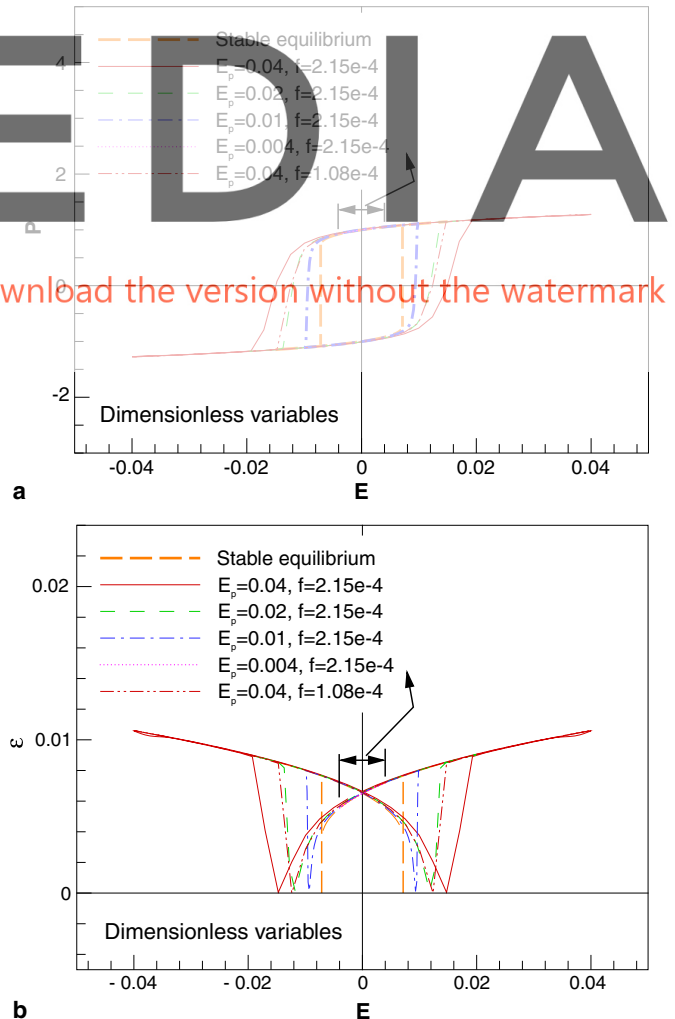 EDIA
4
Stable equilibrium
E_p=0.04, f=2.15e-4
E_p=0.02, f=2.15e-4
E_p=0.01, f=2.15e-4
E_p=0.004, f=2.15e-4
E_p=0.04, f=1.08e-4
2
P
0
wnload the version without the watermark
-2
Dimensionless variables
-0.04 -0.02 0 0.02 0.04
a E
Stable equilibrium
E_p=0.04, f=2.15e-4
E_p=0.02, f=2.15e-4
E_p=0.01, f=2.15e-4
E_p=0.004, f=2.15e-4
E_p=0.04, f=1.08e-4
0.02
0.01
ε
0
Dimensionless variables
- 0.04 - 0.02 0 0.02 0.04
b E